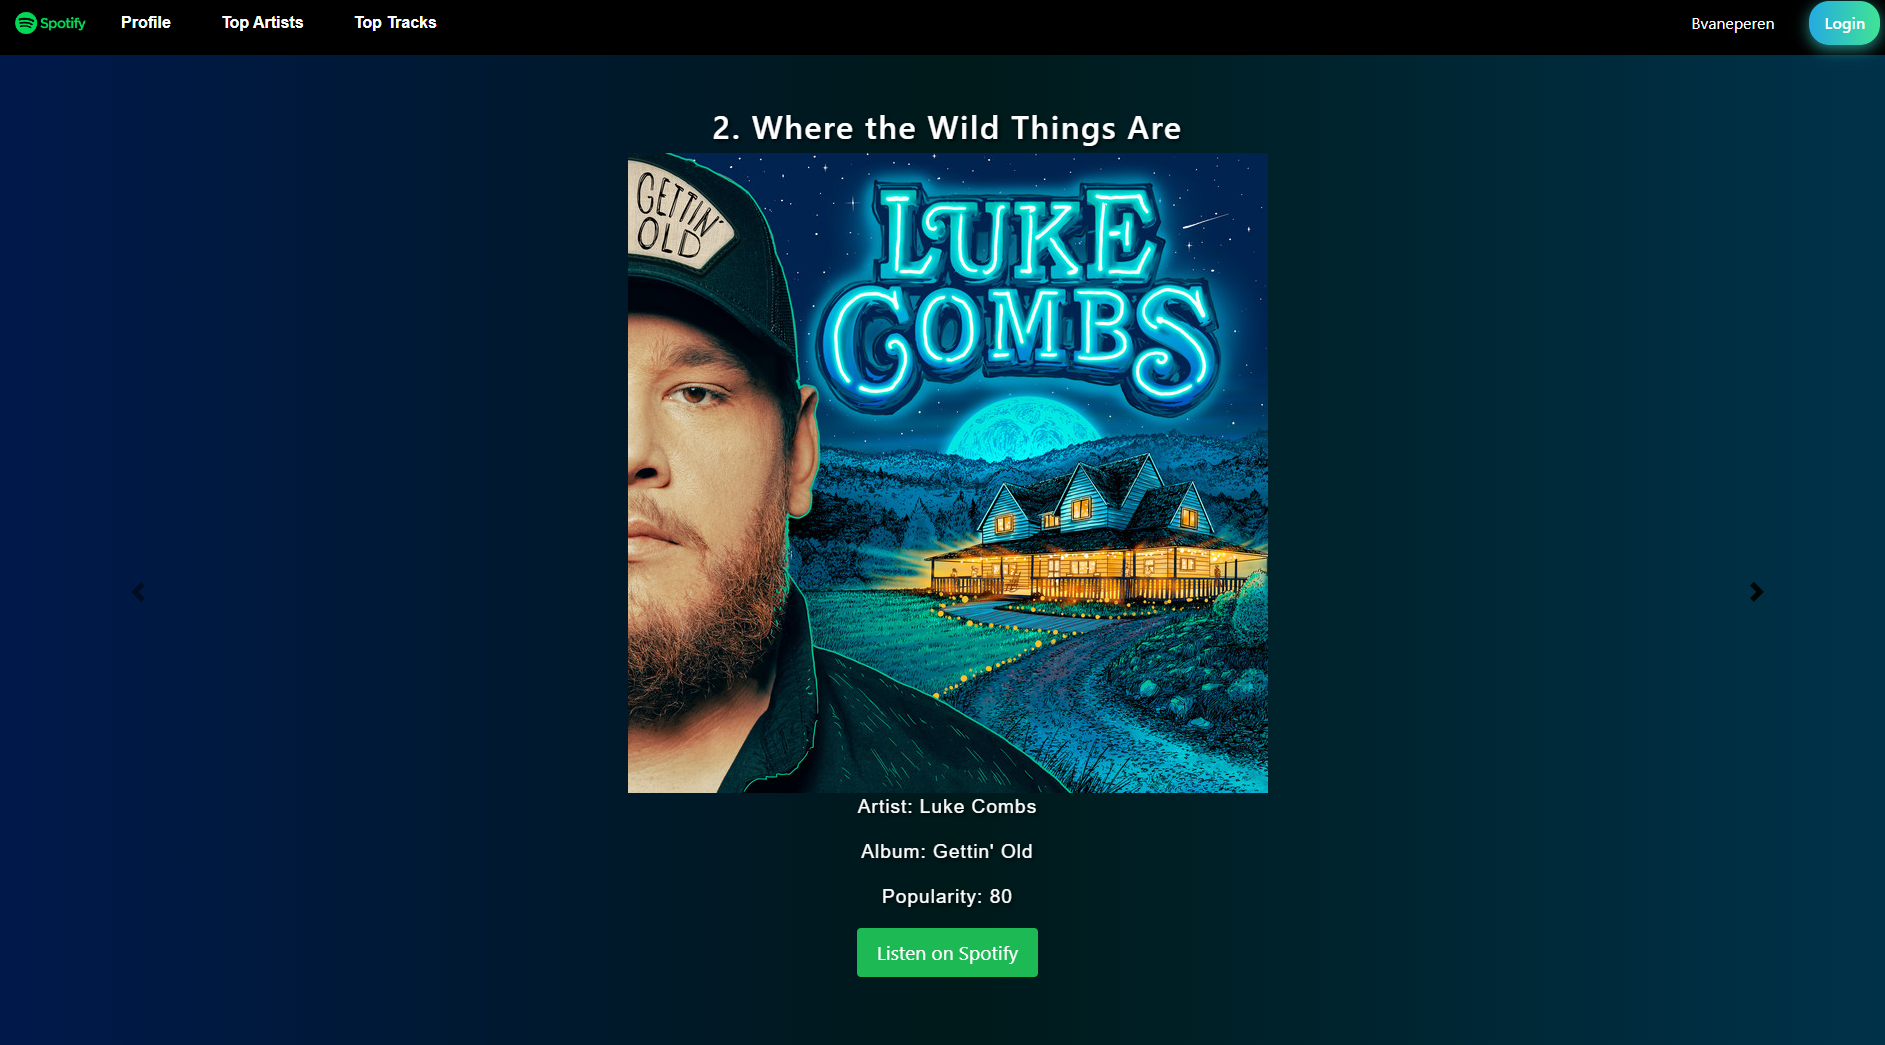 Spotify Profile Top Artists Top Tracks Bvaneperen Login
2. Where the Wild Things Are
GETTIN'
OLD
LUKE
COMBS
Artist: Luke Combs
Album: Gettin' Old
Popularity: 80
Listen on Spotify